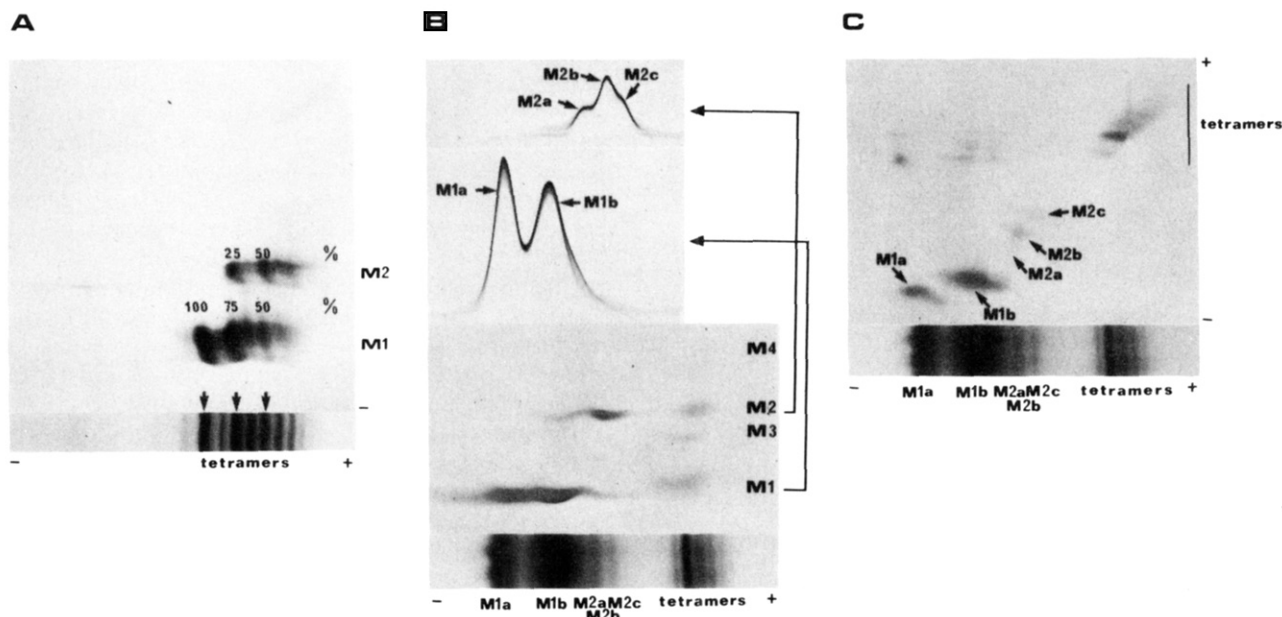 A
25 50 %
M2
100 75 50 %
M1
-
- tetramers +
B
M2b M2c
M2a
M1a
M1b
M4
M2
M3
M1
- M1a M1b M2aM2c tetramers +
M2b
C
+
tetramers
M2c
M2b
M2a
M1a
M1b
-
- M1a M1b M2aM2c tetramers +
M2b